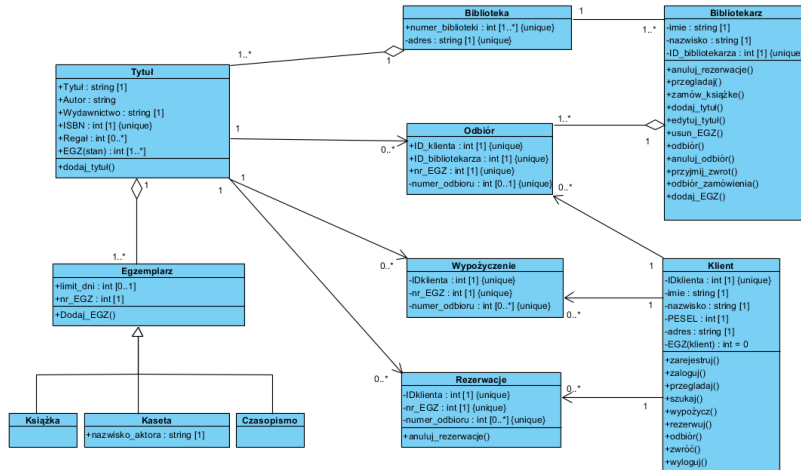 Biblioteka
+numer_biblioteki : int [1..*] {unique}
-adres : string [1] {unique}
1
1
1..*
1
1..*
Bibliotekarz
-imie : string [1]
-nazwisko : string [1]
-ID_bibliotekarza : int [1] {unique}
+anuluj_rezerwacje()
+przegladaj()
+zamów_książke()
+dodaj_tytuł()
+edytuj_tytuł()
+usun_EGZ()
+odbiór()
+anuluj_odbiór()
+przyjmij_zwrot()
+odbiór_zamówienia()
+dodaj_EGZ()
Tytuł
+Tytuł : string [1]
+Autor : string
+Wydawnictwo : string [1]
+ISBN : int [1] {unique}
+Regał : int [0..*]
+EGZ(stan) : int [1..*]
+dodaj_tytuł()
1
0..*
1
1
1
1..*
Odbiór
+ID_klienta : int [1] {unique}
+ID_bibliotekarza : int [1] {unique}
+nr_EGZ : int [1] {unique}
-numer_odbioru : int [0..1] {unique}
1..*
1
0..*
1
Egzemplarz
+limit_dni : int [0..1]
+nr_EGZ : int [1]
+Dodaj_EGZ()
Wypożyczenie
-IDklienta : int [1] {unique}
-nr_EGZ : int [1] {unique}
-numer_odbioru : int [0..*] {unique}
0..*
0..*
1
Klient
-IDklienta : int [1] {unique}
-imie : string [1]
-nazwisko : string [1]
-PESEL : int [1]
-adres : string [1]
-EGZ(klient) : int = 0
+zarejestruj()
+zaloguj()
+przegladaj()
+szukaj()
+wypożycz()
+rezerwuj()
+odbiór()
+zwróć()
+wyloguj()
Rezerwacje
-IDklienta : int [1] {unique}
-nr_EGZ : int [1] {unique}
-numer_odbioru : int [0..*] {unique}
+anuluj_rezerwacje()
0..*
0..*
1
Książka
Kaseta
+nazwisko_aktora : string [1]
Czasopismo